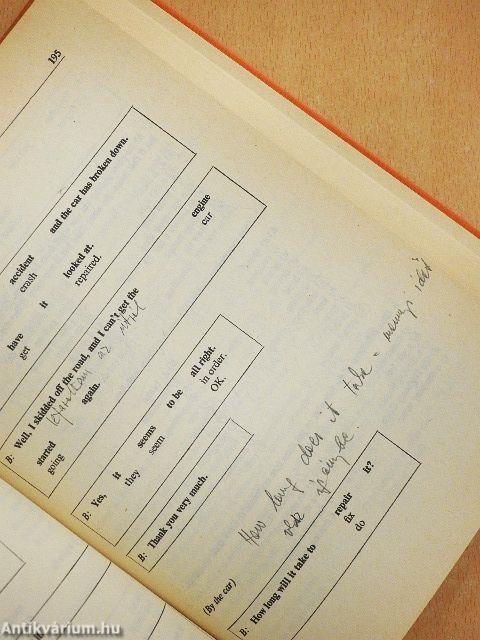 195
accident and the car has broken down.
crash
have it looked at.
get repaired.
B: Well, I skidded off the road, and I can't get the engine
car
started again.
going
az
B: Yes, it seems to be all right.
they seem in order.
OK.
B: Thank you very much.
(By the car)
How long does it take =
B: How long will it take to repair it?
fix
do
Antikvárium.hu